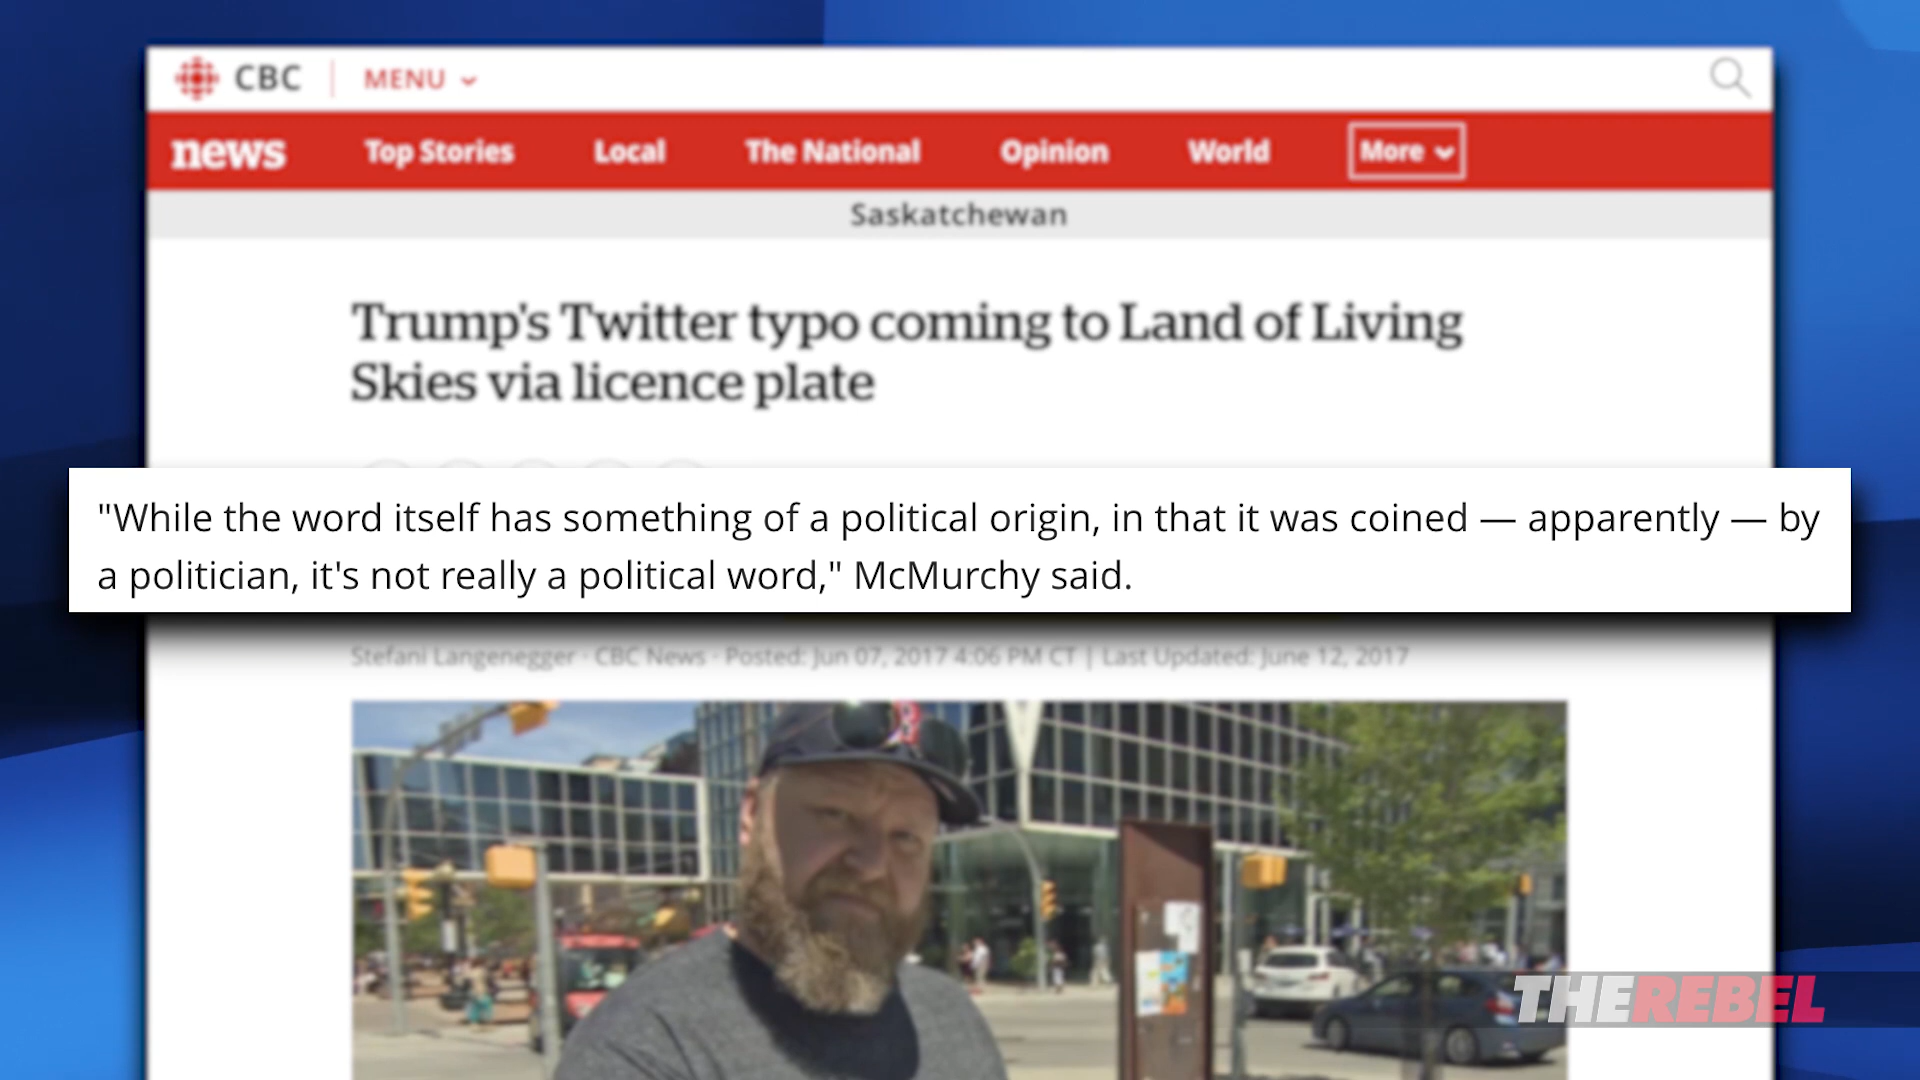 CBC
MENU
news Top Stories Local The National Opinion World More
Saskatchewan
Trump's Twitter typo coming to Land of Living
Skies via licence plate
"While the word itself has something of a political origin, in that it was coined — apparently — by
a politician, it's not really a political word," McMurchy said.
Stefani Langenegger · CBC News · Posted: Jun 07, 2017 4:06 PM CT | Last Updated: June 12, 2017
B
THE REBEL